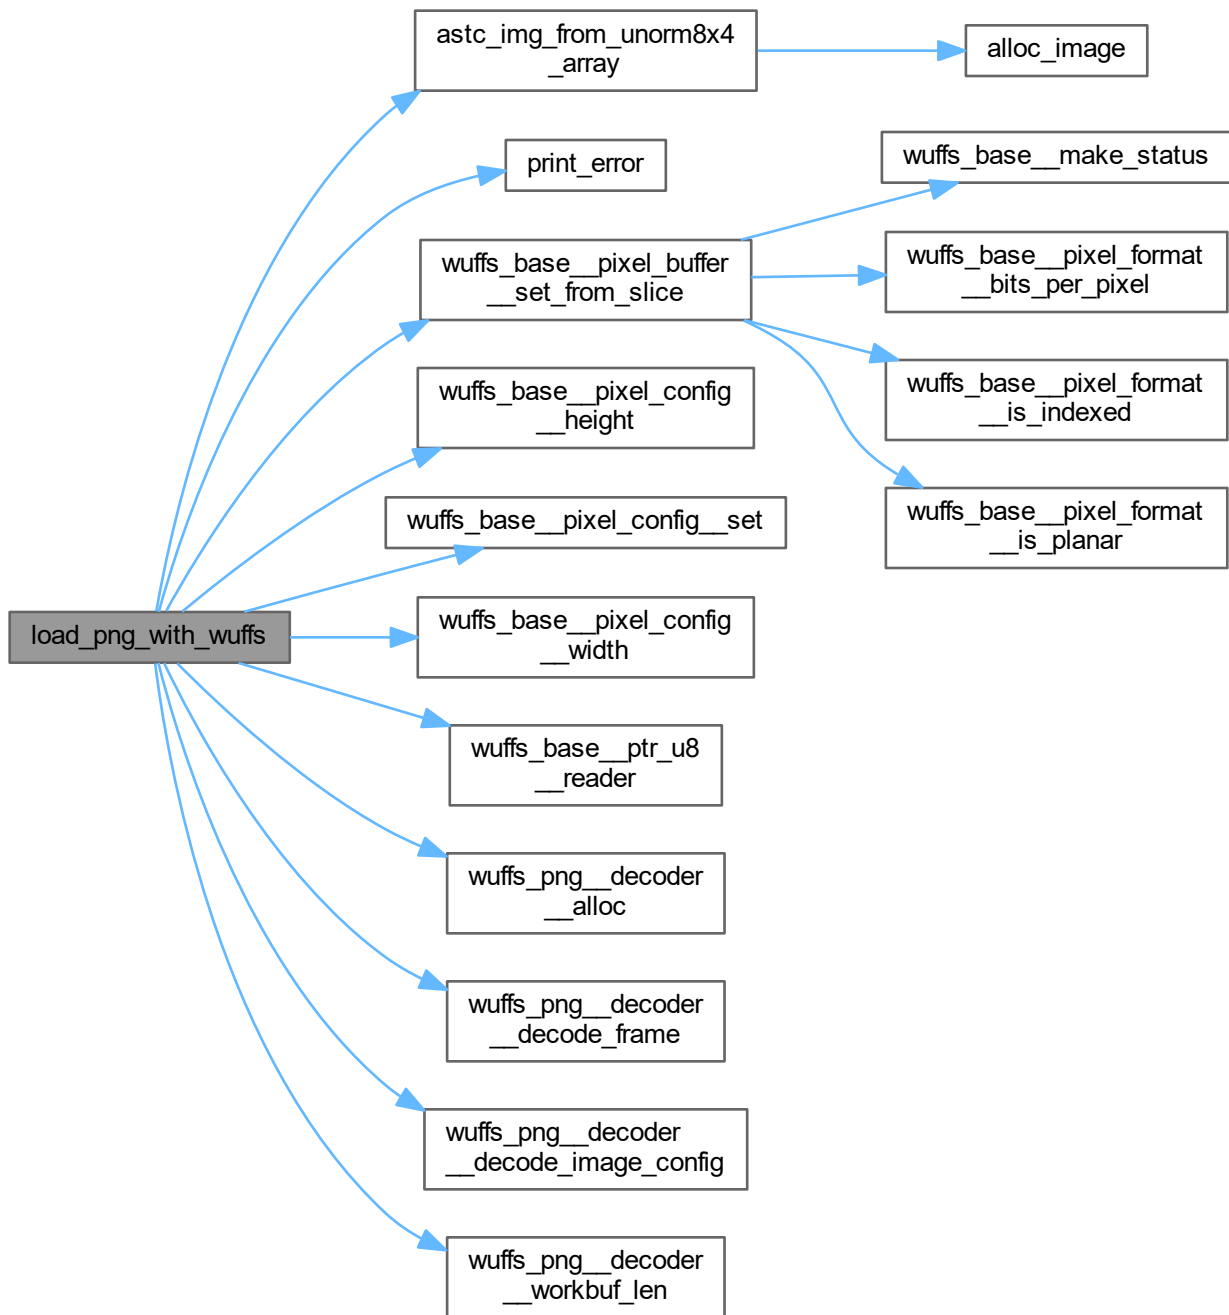 astc_img_from_unorm8x4
_array
alloc_image
print_error
wuffs_base__make_status
wuffs_base__pixel_buffer
__set_from_slice
wuffs_base__pixel_format
__bits_per_pixel
wuffs_base__pixel_format
__is_indexed
wuffs_base__pixel_config
__height
wuffs_base__pixel_format
__is_planar
wuffs_base__pixel_config__set
load_png_with_wuffs
wuffs_base__pixel_config
__width
wuffs_base__ptr_u8
__reader
wuffs_png__decoder
__alloc
wuffs_png__decoder
__decode_frame
wuffs_png__decoder
__decode_image_config
wuffs_png__decoder
__workbuf_len